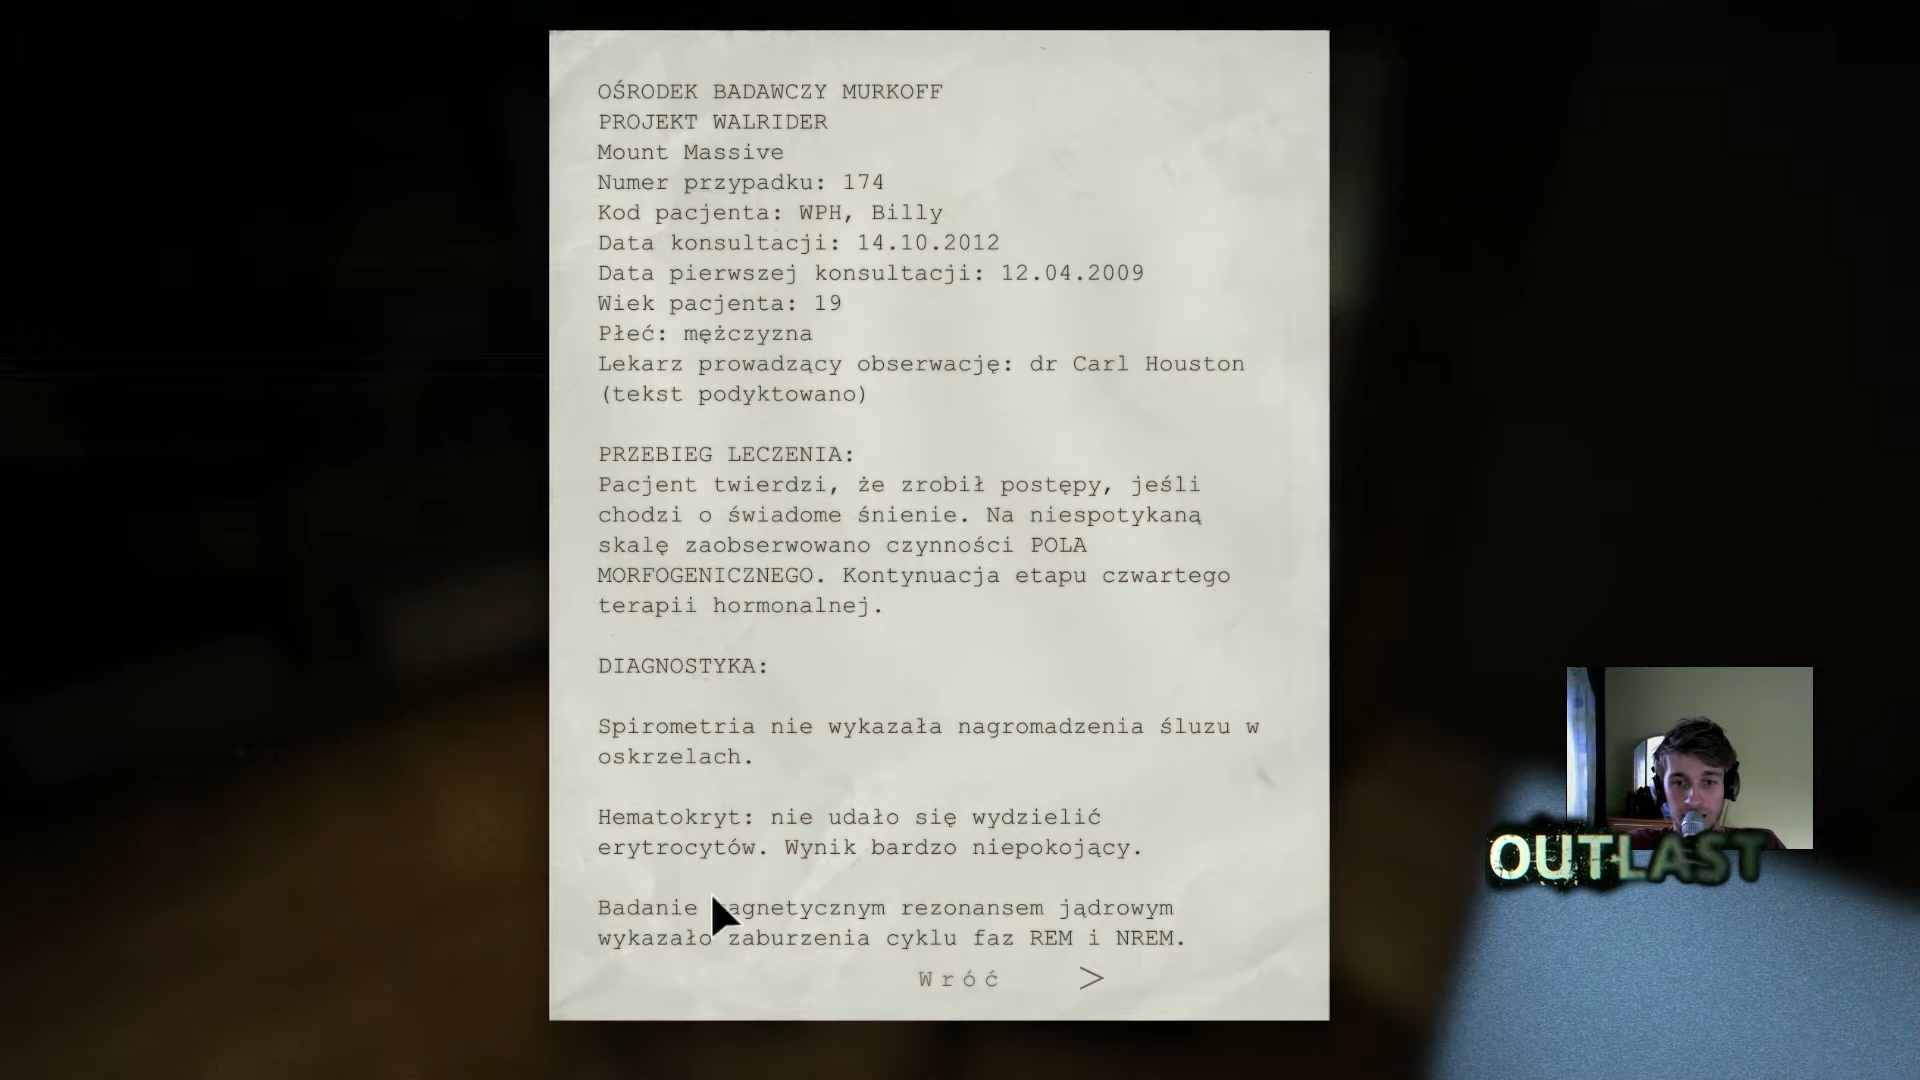 OŚRODEK BADAWCZY MURKOFF
PROJEKT WALRIDER
Mount Massive
Numer przypadku: 174
Kod pacjenta: WPH, Billy
Data konsultacji: 14.10.2012
Data pierwszej konsultacji: 12.04.2009
Wiek pacjenta: 19
Płeć: mężczyzna
Lekarz prowadzący obserwację: dr Carl Houston
(tekst podyktowano)
PRZEBIEG LECZENIA:
Pacjent twierdzi, że zrobił postępy, jeśli
chodzi o świadome śnienie. Na niespotykaną
skalę zaobserwowano czynności POLA
MORFOGENICZNEGO. Kontynuacja etapu czwartego
terapii hormonalnej.
DIAGNOSTYKA:
Spirometria nie wykazała nagromadzenia śluzu w
oskrzelach.
Hematokryt: nie udało się wydzielić
erytrocytów. Wynik bardzo niepokojący.
Badanie magnetycznym rezonansem jądrowym
wykazało zaburzenia cyklu faz REM i NREM.
Wróć >
OUTLAST